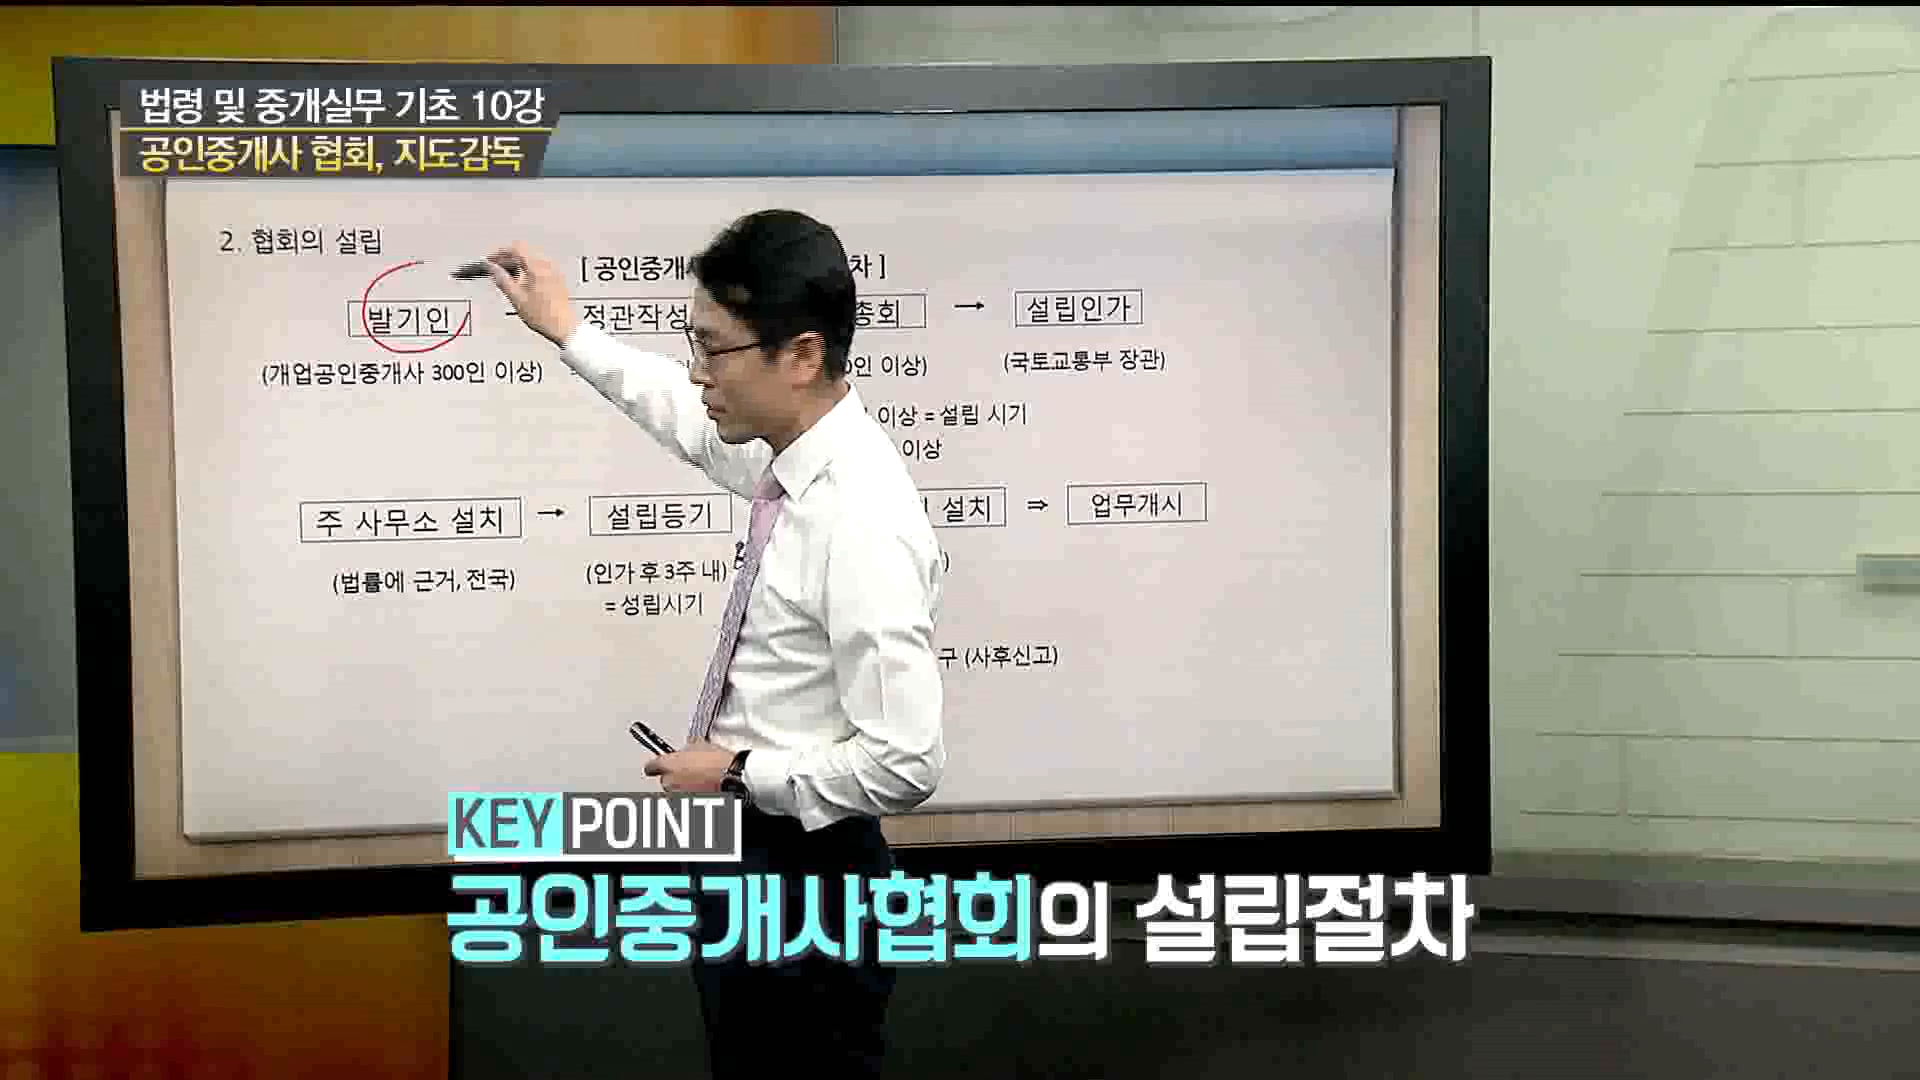 법령 및 중개실무 기초 10강
공인중개사 협회, 지도감독
2. 협회의 설립
[ 공인중개사 차 ]
발기인 → 정관작성 총회 → 설립인가
(개업공인중개사 300인 이상) 0인 이상) (국토교통부 장관)
이상 = 설립 시기
이상
주 사무소 설치 → 설립등기 설치 ⇒ 업무개시
(법률에 근거, 전국) (인가 후 3주 내)
= 성립시기
구 (사후신고)
KEY POINT
공인중개사협회의 설립절차